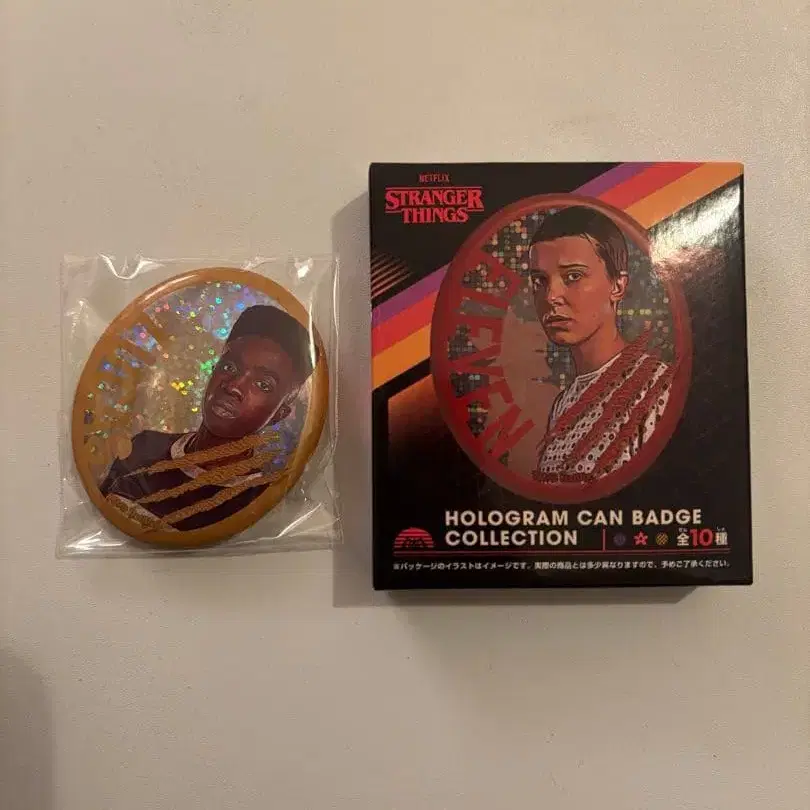 NETFLIX
STRANGER
THINGS
ELEVEN
HOLOGRAM CAN BADGE
COLLECTION
全10種
※パッケージのイラストはイメージです。実際の商品とは多少異なりますので、予めご了承ください。